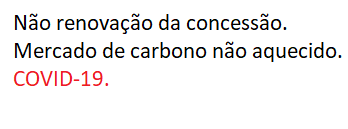 Não renovação da concessão.
Mercado de carbono não aquecido.
COVID-19.